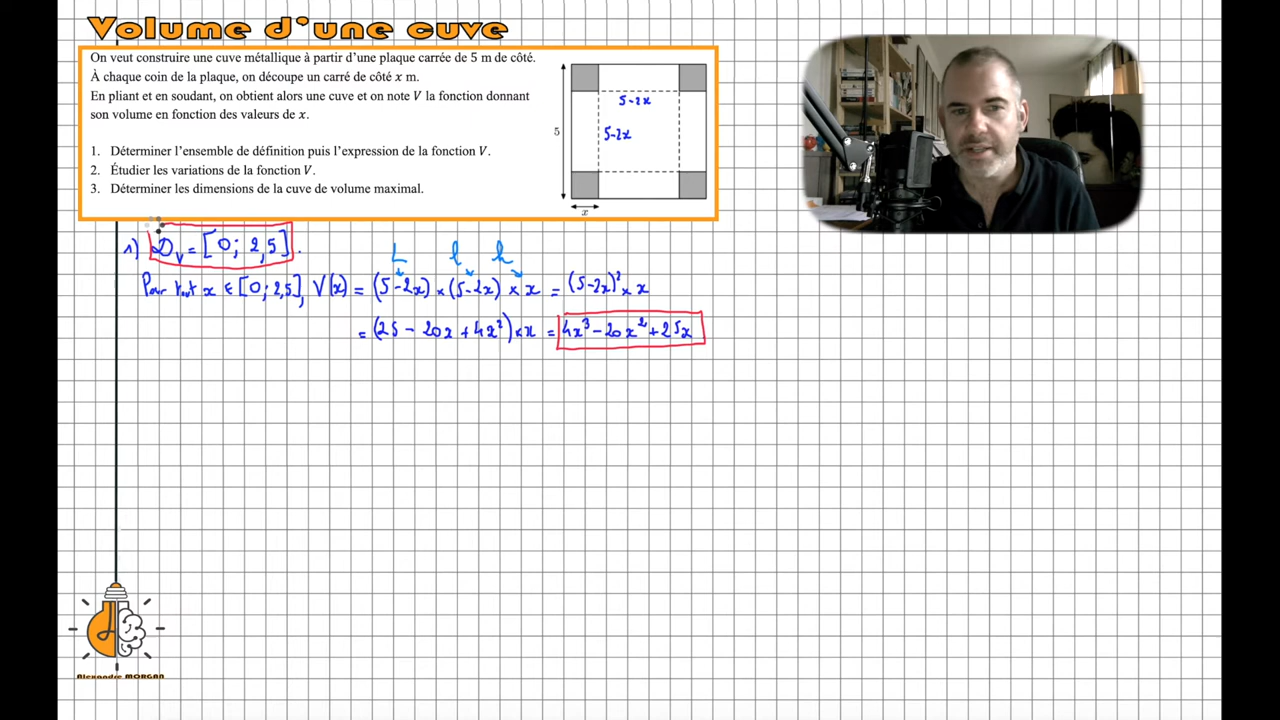 Volume d'une cuve
On veut construire une cuve métallique à partir d'une plaque carrée de 5 m de côté.
À chaque coin de la plaque, on découpe un carré de côté x m.
En pliant et en soudant, on obtient alors une cuve et on note V la fonction donnant
son volume en fonction des valeurs de x.
1. Déterminer l'ensemble de définition puis l'expression de la fonction V.
2. Étudier les variations de la fonction V.
3. Déterminer les dimensions de la cuve de volume maximal.
5-2x
5
5-2x
x
1) D_V = [0; 2,5].
L l h
Pour tout x ∈ [0; 2,5], V(x) = (5-2x) × (5-2x) × x = (5-2x)² × x
= (25 - 20x + 4x²) × x = 4x³ - 20x² + 25x
Alexandre MORGAN